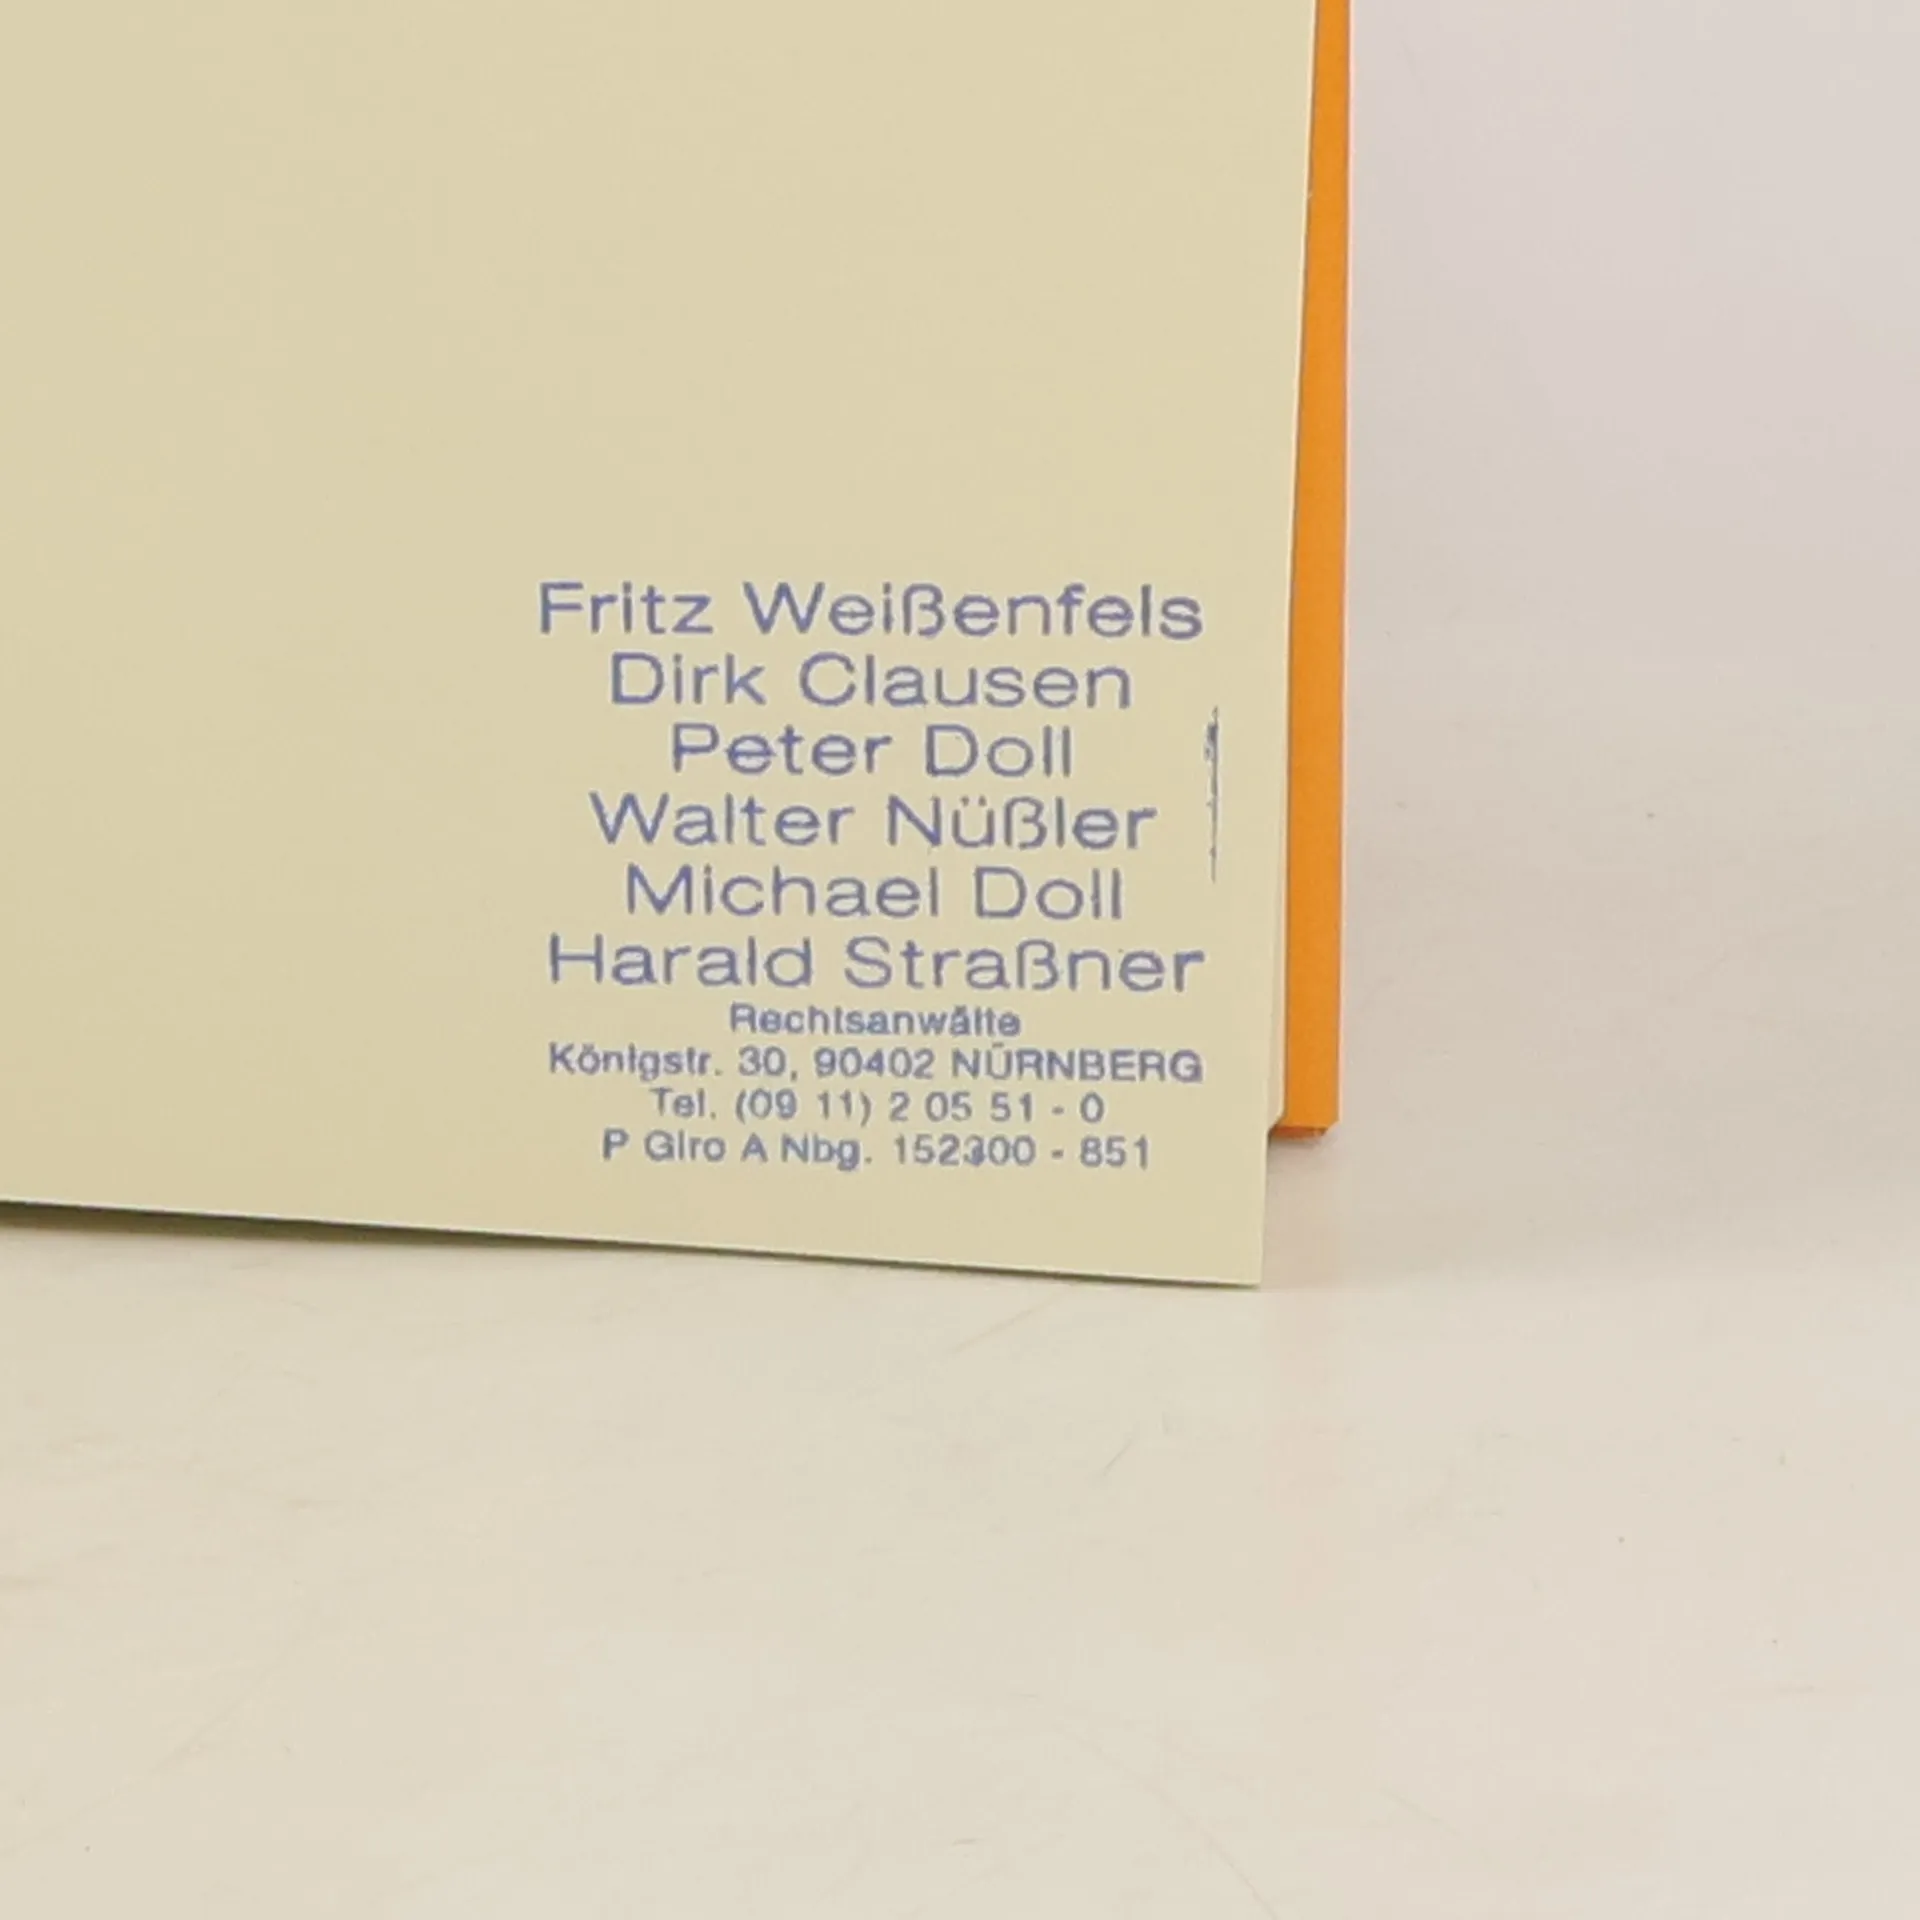 Fritz Weißenfels
Dirk Clausen
Peter Doll
Walter Nüßler
Michael Doll
Harald Straßner
Rechtsanwälte
Königstr. 30, 90402 NÜRNBERG
Tel. (09 11) 2 05 51 - 0
P Giro A Nbg. 152300 - 851